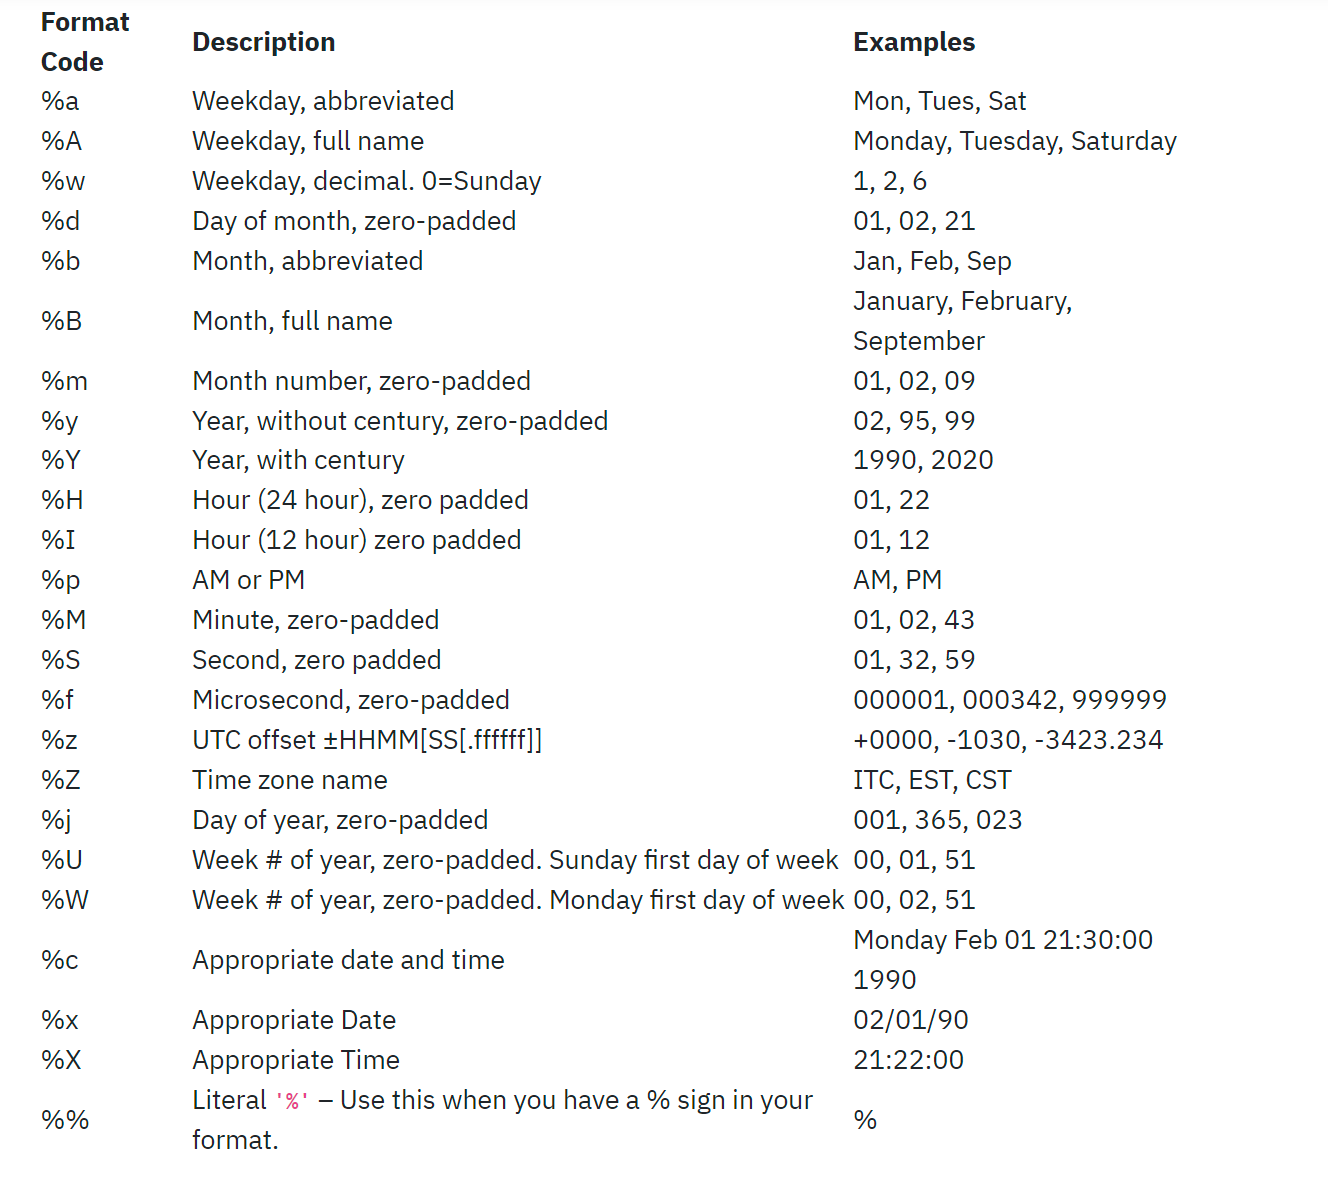 Format Code Description Examples
%a Weekday, abbreviated Mon, Tues, Sat
%A Weekday, full name Monday, Tuesday, Saturday
%w Weekday, decimal. 0=Sunday 1, 2, 6
%d Day of month, zero-padded 01, 02, 21
%b Month, abbreviated Jan, Feb, Sep
%B Month, full name January, February, September
%m Month number, zero-padded 01, 02, 09
%y Year, without century, zero-padded 02, 95, 99
%Y Year, with century 1990, 2020
%H Hour (24 hour), zero padded 01, 22
%I Hour (12 hour) zero padded 01, 12
%p AM or PM AM, PM
%M Minute, zero-padded 01, 02, 43
%S Second, zero padded 01, 32, 59
%f Microsecond, zero-padded 000001, 000342, 999999
%z UTC offset ±HHMM[SS[.ffffff]] +0000, -1030, -3423.234
%Z Time zone name ITC, EST, CST
%j Day of year, zero-padded 001, 365, 023
%U Week # of year, zero-padded. Sunday first day of week 00, 01, 51
%W Week # of year, zero-padded. Monday first day of week 00, 02, 51
%c Appropriate date and time Monday Feb 01 21:30:00 1990
%x Appropriate Date 02/01/90
%X Appropriate Time 21:22:00
%% Literal '%' – Use this when you have a % sign in your format. %